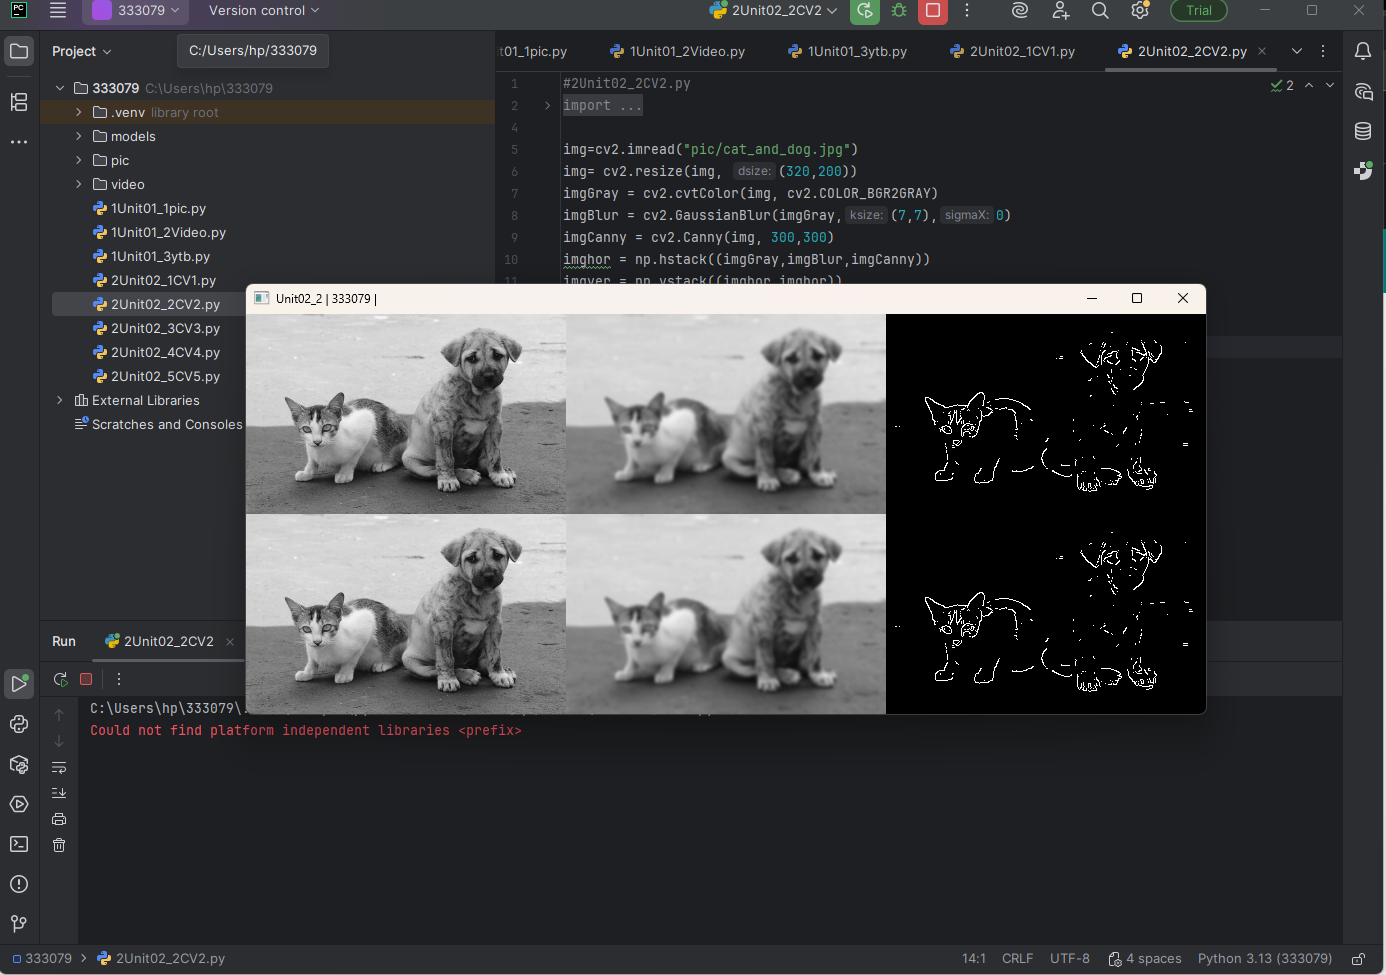 PC
333079
Version control
2Unit02_2CV2
Trial
Project
C:/Users/hp/333079
t01_1pic.py
1Unit01_2Video.py
1Unit01_3ytb.py
2Unit02_1CV1.py
2Unit02_2CV2.py
333079 C:\Users\hp\333079
.venv library root
models
pic
video
1Unit01_1pic.py
1Unit01_2Video.py
1Unit01_3ytb.py
2Unit02_1CV1.py
2Unit02_2CV2.py
2Unit02_3CV3.py
2Unit02_4CV4.py
2Unit02_5CV5.py
External Libraries
Scratches and Consoles
1 #2Unit02_2CV2.py
2
2 import ...
4
5 img=cv2.imread("pic/cat_and_dog.jpg")
6 img= cv2.resize(img, dsize: (320,200))
7 imgGray = cv2.cvtColor(img, cv2.COLOR_BGR2GRAY)
8 imgBlur = cv2.GaussianBlur(imgGray, ksize: (7,7), sigmaX: 0)
9 imgCanny = cv2.Canny(img, 300,300)
10 imghor = np.hstack((imgGray,imgBlur,imgCanny))
11 imgver = np.vstack((imghor,imghor))
Unit02_2 | 333079 |
Run
2Unit02_2CV2
C:\Users\hp\333079\.
Could not find platform independent libraries <prefix>
333079 > 2Unit02_2CV2.py
14:1 CRLF UTF-8 4 spaces Python 3.13 (333079)